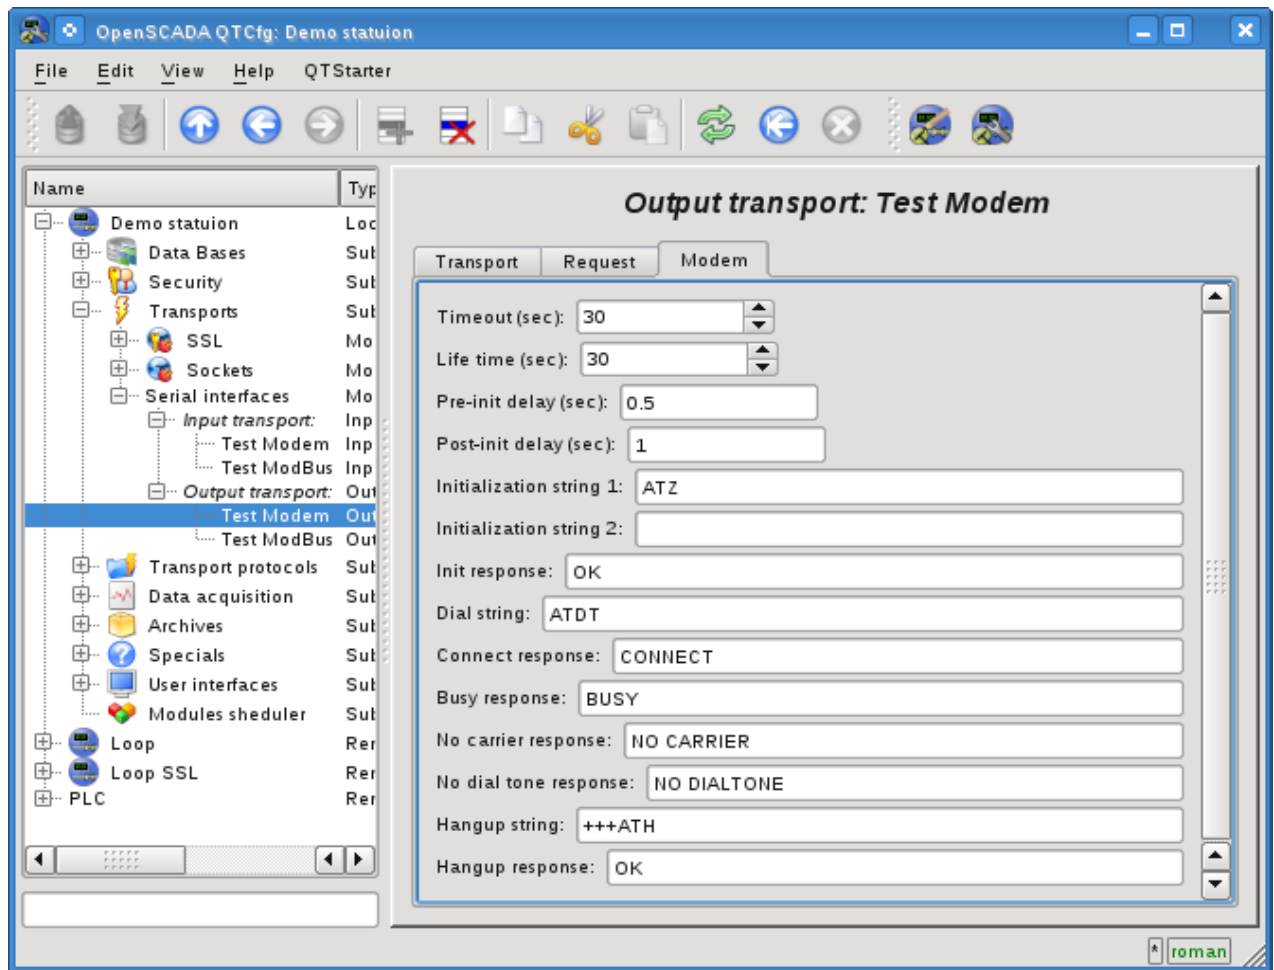 OpenSCADA QTCfg: Demo statuion
File Edit View Help QTStarter
Name Typ
Demo statuion Loc
Data Bases Sub
Security Sub
Transports Sub
SSL Mo
Sockets Mo
Serial interfaces Mo
Input transport: Inp
Test Modem Inp
Test ModBus Inp
Output transport: Out
Test Modem Out
Test ModBus Out
Transport protocols Sub
Data acquisition Sub
Archives Sub
Specials Sub
User interfaces Sub
Modules sheduler Sub
Loop Rer
Loop SSL Rer
PLC Rer
Output transport: Test Modem
Transport Request Modem
Timeout (sec): 30
Life time (sec): 30
Pre-init delay (sec): 0.5
Post-init delay (sec): 1
Initialization string 1: ATZ
Initialization string 2:
Init response: OK
Dial string: ATDT
Connect response: CONNECT
Busy response: BUSY
No carrier response: NO CARRIER
No dial tone response: NO DIALTONE
Hangup string: +++ATH
Hangup response: OK
* roman